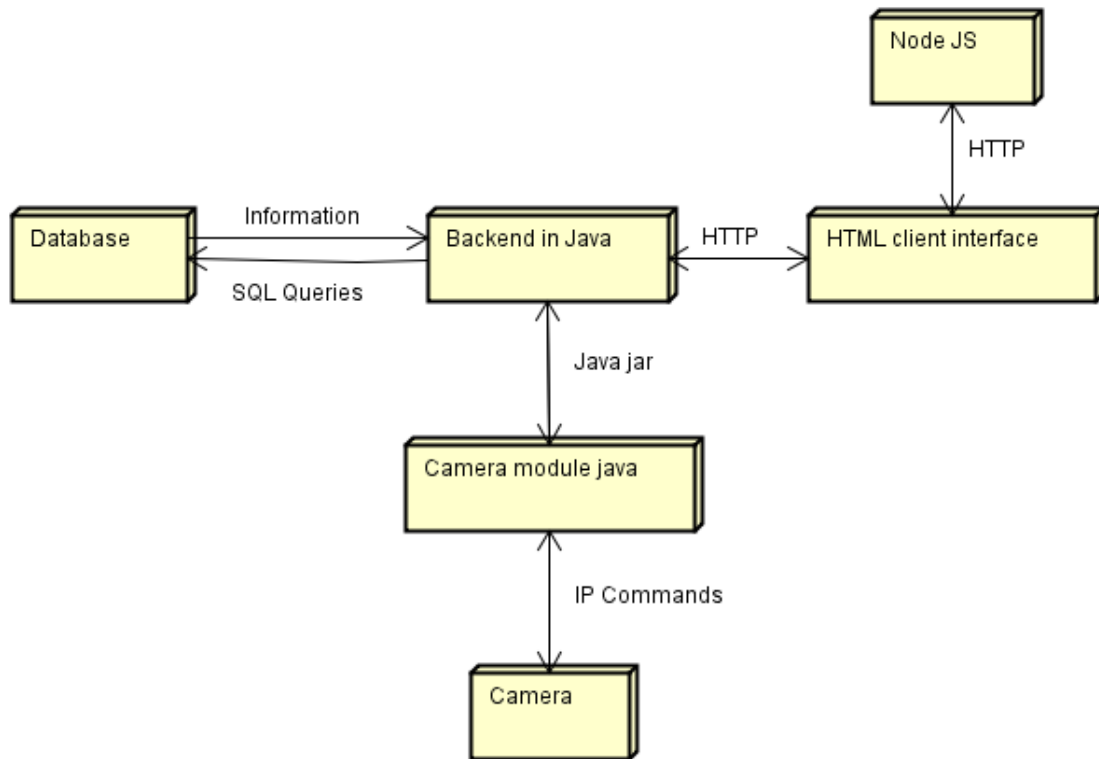 Node JS
HTTP
Database
Information
SQL Queries
Backend in Java
HTTP
HTML client interface
Java jar
Camera module java
IP Commands
Camera